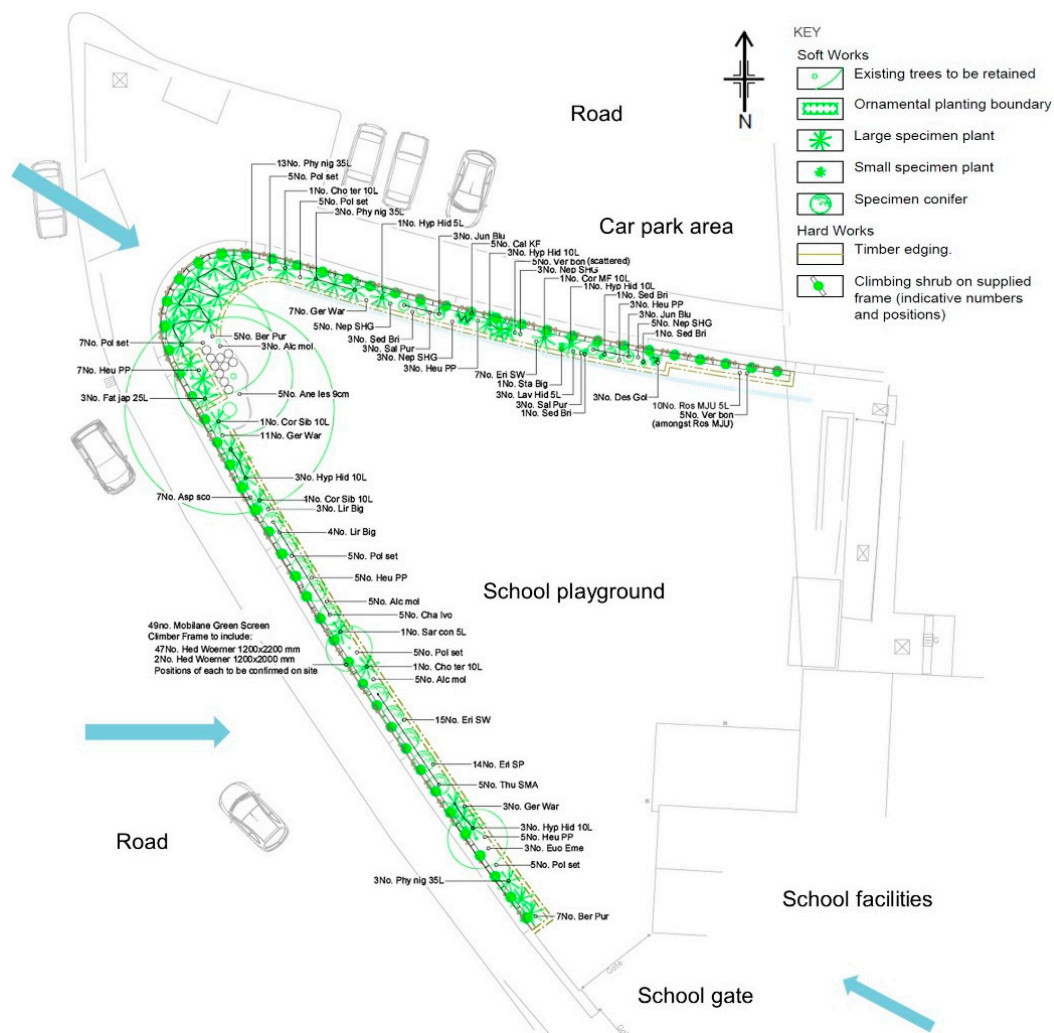 KEY
Soft Works
Existing trees to be retained
Ornamental planting boundary
Large specimen plant
Small specimen plant
Specimen conifer
Hard Works
Timber edging.
Climbing shrub on supplied
frame (indicative numbers
and positions)
N
Road
Car park area
13No. Phy nig 35L
5No. Pol set
1No. Cho ter 10L
5No. Pol set
3No. Phy nig 35L
1No. Hyp Hid 5L
3No. Jun Blu
5No. Cal KF
3No. Hyp Hid 10L
5No. Ver bon (scattered)
3No. Nep SHG
1No. Cor MF 10L
1No. Hyp Hid 10L
1No. Sed Bri
3No. Heu PP
3No. Jun Blu
5No. Nep SHG
1No. Sed Bri
7No. Ger War
5No. Nep SHG
3No. Sed Bri
3No. Sal Pur
3No. Nep SHG
3No. Heu PP
7No. Eri SW
1No. Sta Big
3No. Lav Hid 5L
3No. Sal Pur
1No. Sed Bri
3No. Des Gol
10No. Ros MJU 5L
5No. Ver bon
(amongst Ros MJU)
5No. Ber Pur
3No. Alc mol
7No. Pol set
7No. Heu PP
3No. Fat jap 25L
5No. Ane les 9cm
1No. Cor Sib 10L
11No. Ger War
3No. Hyp Hid 10L
7No. Asp sco
1No. Cor Sib 10L
3No. Lir Big
4No. Lir Big
5No. Pol set
5No. Heu PP
School playground
5No. Alc mol
5No. Cha Ivo
1No. Sar con 5L
49no. Mobilane Green Screen
Climber Frame to include:
47No. Hed Woerner 1200x2200 mm
2No. Hed Woerner 1200x2000 mm
Positions of each to be confirmed on site
5No. Pol set
1No. Cho ter 10L
5No. Alc mol
15No. Eri SW
14No. Eri SP
5No. Thu SMA
3No. Ger War
3No. Hyp Hid 10L
5No. Heu PP
3No. Euo Eme
5No. Pol set
3No. Phy nig 35L
7No. Ber Pur
Road
School facilities
Gate
School gate